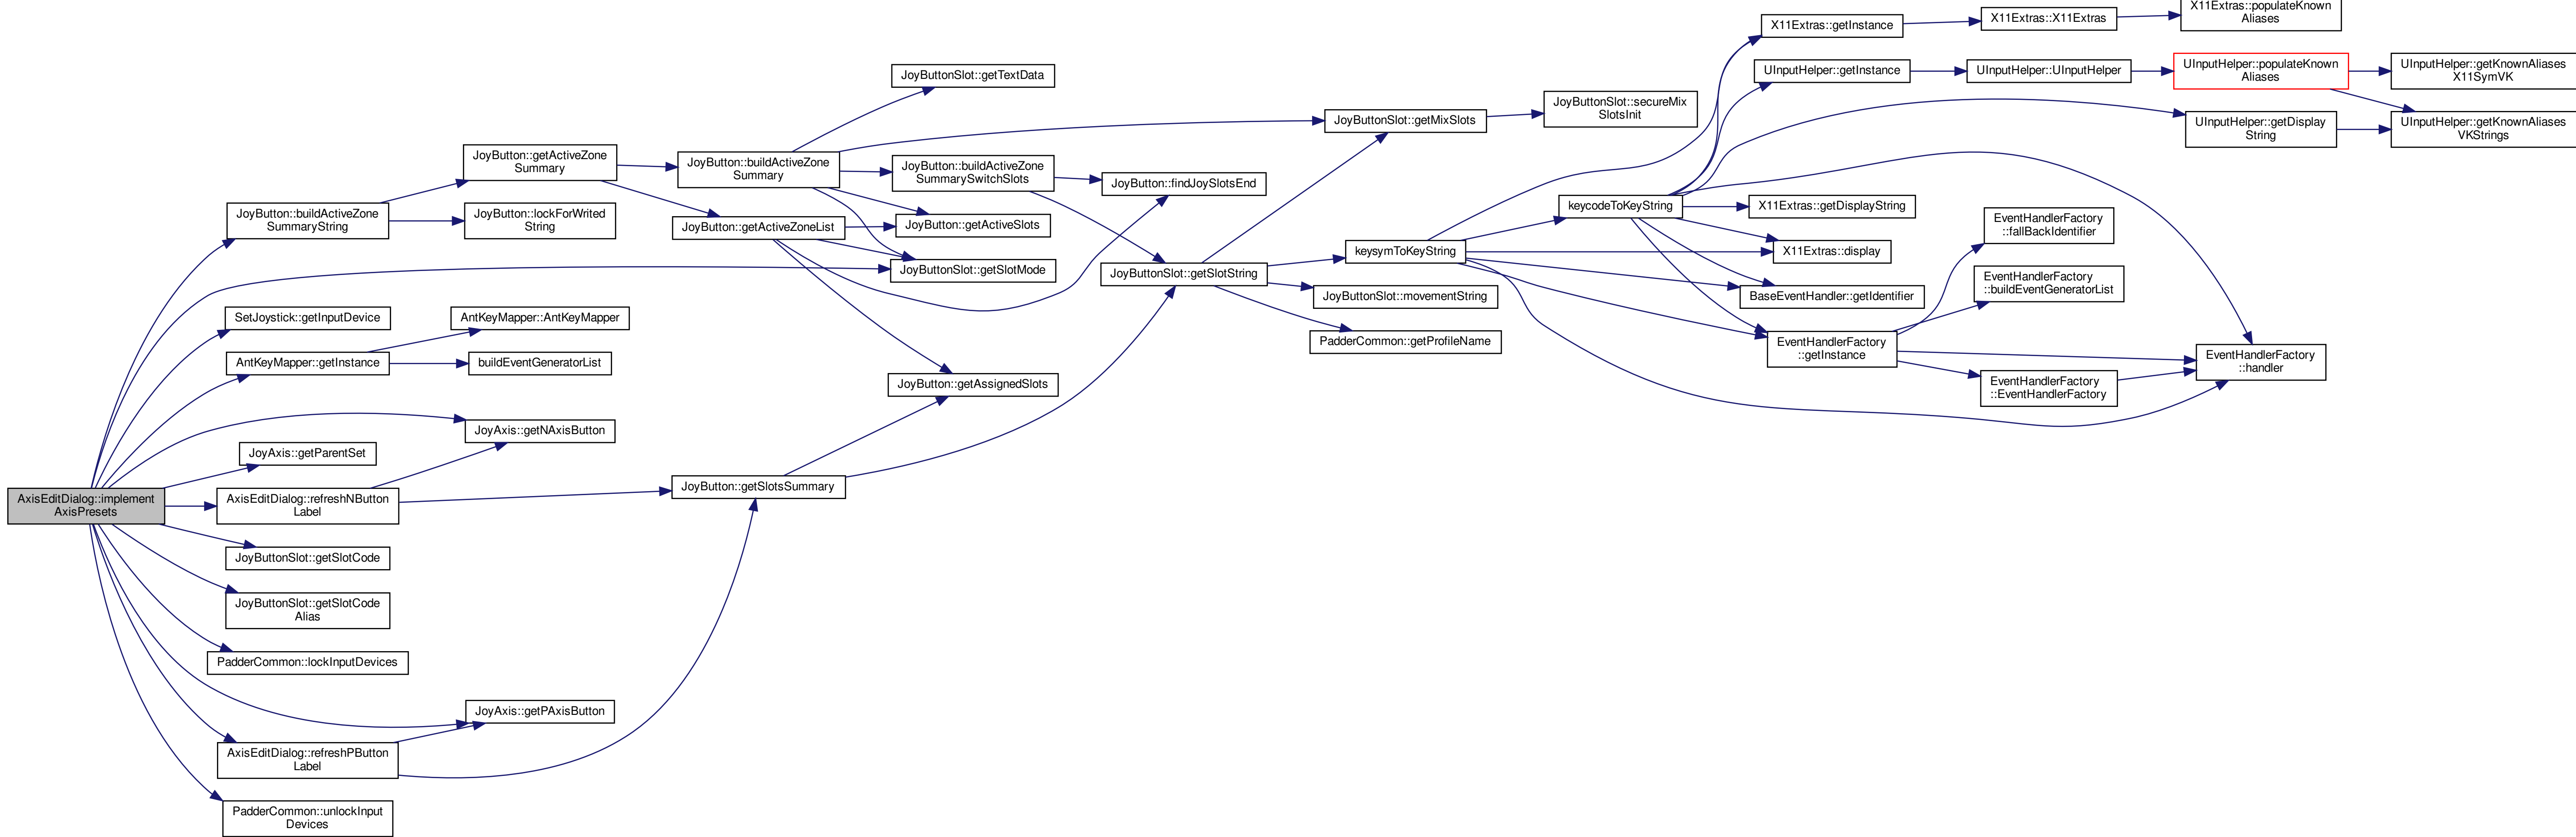 AxisEditDialog::implement
AxisPresets
JoyButton::buildActiveZone
SummaryString
SetJoystick::getInputDevice
AntKeyMapper::getInstance
JoyAxis::getParentSet
AxisEditDialog::refreshNButton
Label
JoyButtonSlot::getSlotCode
JoyButtonSlot::getSlotCode
Alias
PadderCommon::lockInputDevices
AxisEditDialog::refreshPButton
Label
PadderCommon::unlockInput
Devices
JoyButton::getActiveZone
Summary
JoyButton::lockForWrited
String
AntKeyMapper::AntKeyMapper
buildEventGeneratorList
JoyAxis::getNAxisButton
JoyAxis::getPAxisButton
JoyButton::buildActiveZone
Summary
JoyButton::getActiveZoneList
JoyButton::getSlotsSummary
JoyButtonSlot::getTextData
JoyButton::buildActiveZone
SummarySwitchSlots
JoyButton::getActiveSlots
JoyButtonSlot::getSlotMode
JoyButton::getAssignedSlots
JoyButton::findJoySlotsEnd
JoyButtonSlot::getSlotString
JoyButtonSlot::getMixSlots
keysymToKeyString
JoyButtonSlot::movementString
PadderCommon::getProfileName
JoyButtonSlot::secureMix
SlotsInit
keycodeToKeyString
X11Extras::getInstance
UInputHelper::getInstance
X11Extras::getDisplayString
X11Extras::display
BaseEventHandler::getIdentifier
EventHandlerFactory
::getInstance
X11Extras::X11Extras
UInputHelper::UInputHelper
EventHandlerFactory
::fallBackIdentifier
EventHandlerFactory
::buildEventGeneratorList
EventHandlerFactory
::EventHandlerFactory
X11Extras::populateKnown
Aliases
UInputHelper::populateKnown
Aliases
UInputHelper::getDisplay
String
EventHandlerFactory
::handler
UInputHelper::getKnownAliases
X11SymVK
UInputHelper::getKnownAliases
VKStrings